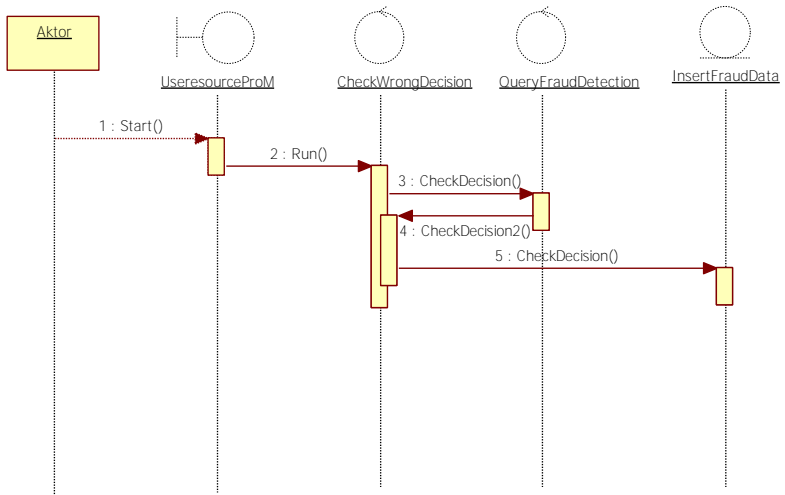 Aktor
UseresourceProM
CheckWrongDecision
QueryFraudDetection
InsertFraudData
1 : Start()
2 : Run()
3 : CheckDecision()
4 : CheckDecision2()
5 : CheckDecision()